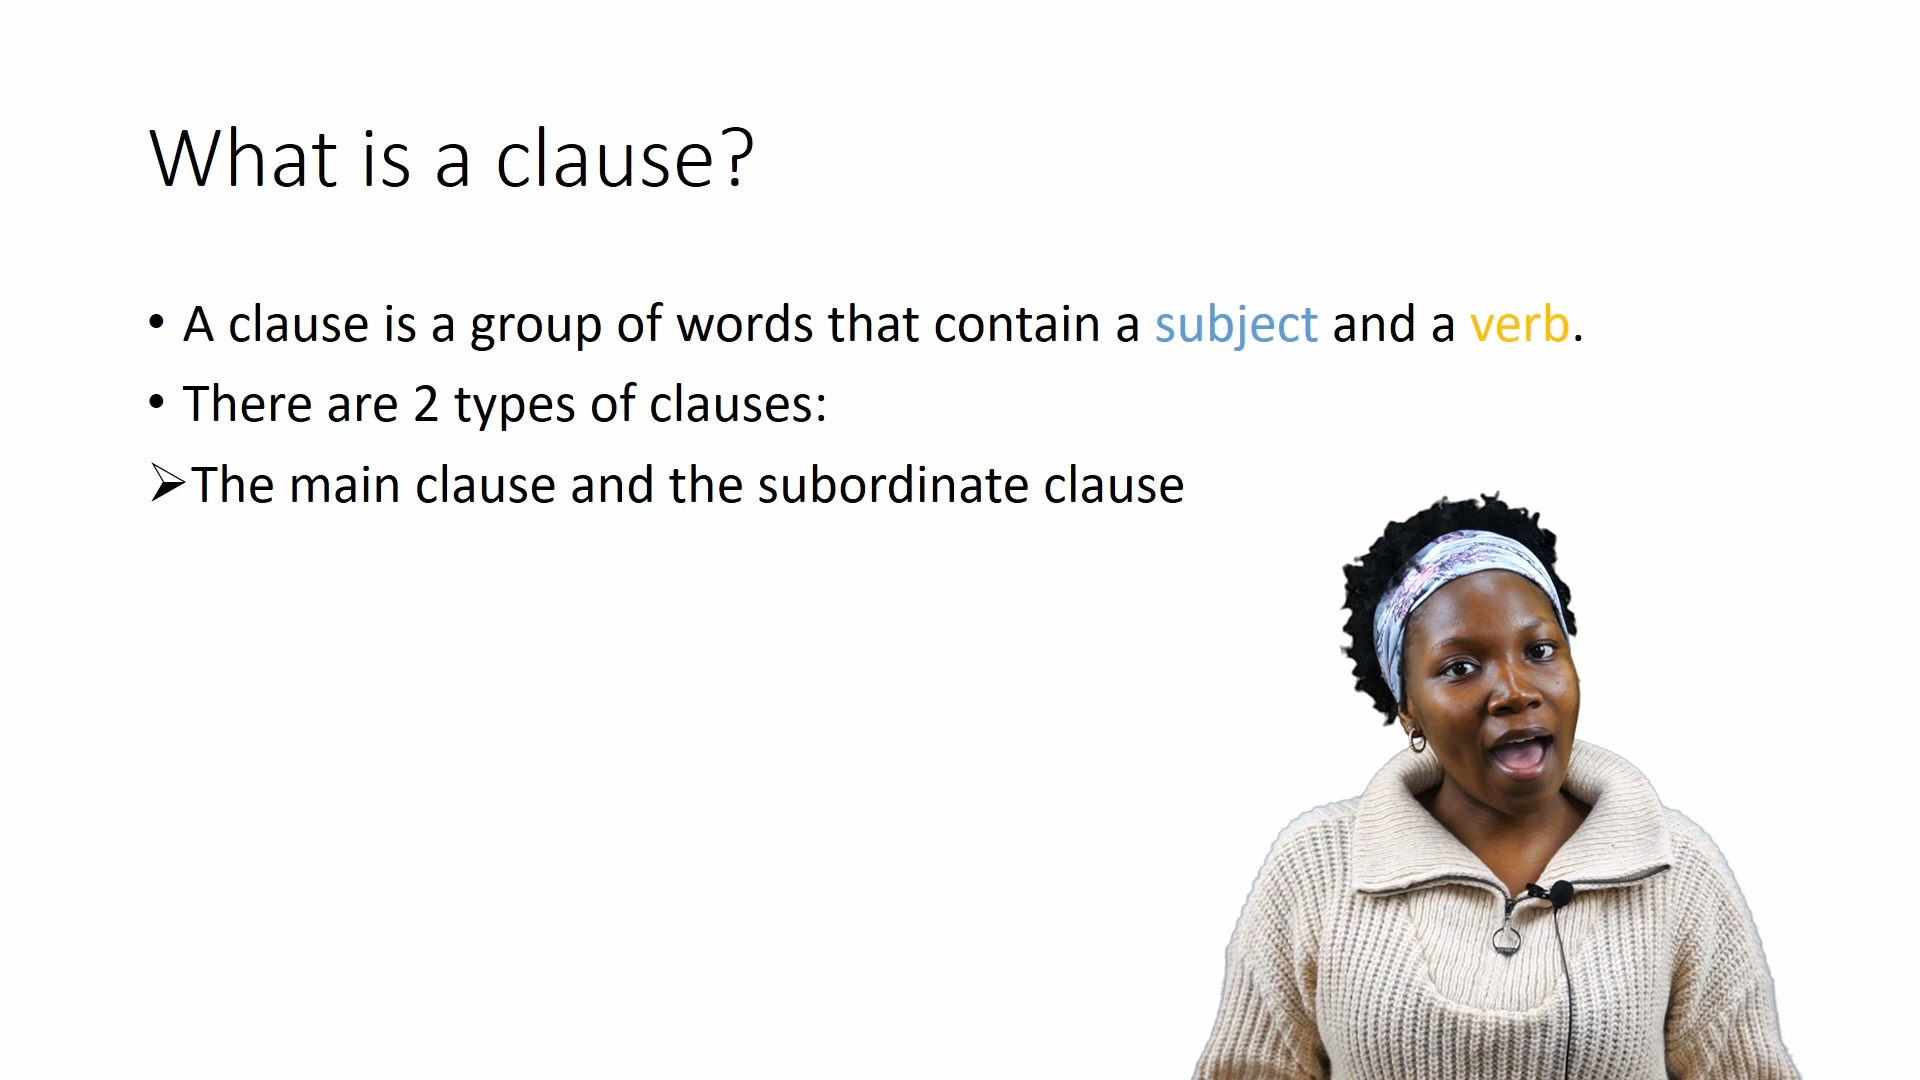 What is a clause?
• A clause is a group of words that contain a subject and a verb.
• There are 2 types of clauses:
➢The main clause and the subordinate clause